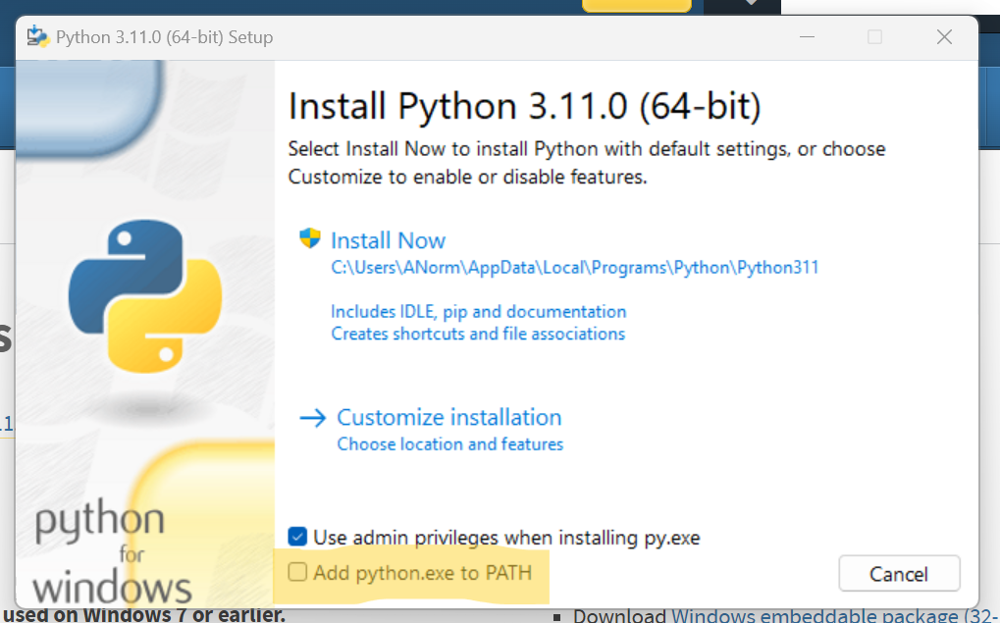 Python 3.11.0 (64-bit) Setup
Install Python 3.11.0 (64-bit)
Select Install Now to install Python with default settings, or choose
Customize to enable or disable features.
Install Now
C:\Users\ANorm\AppData\Local\Programs\Python\Python311
Includes IDLE, pip and documentation
Creates shortcuts and file associations
Customize installation
Choose location and features
Use admin privileges when installing py.exe
Add python.exe to PATH
Cancel
python
for
windows
used on Windows 7 or earlier.
Download Windows embeddable package (32-